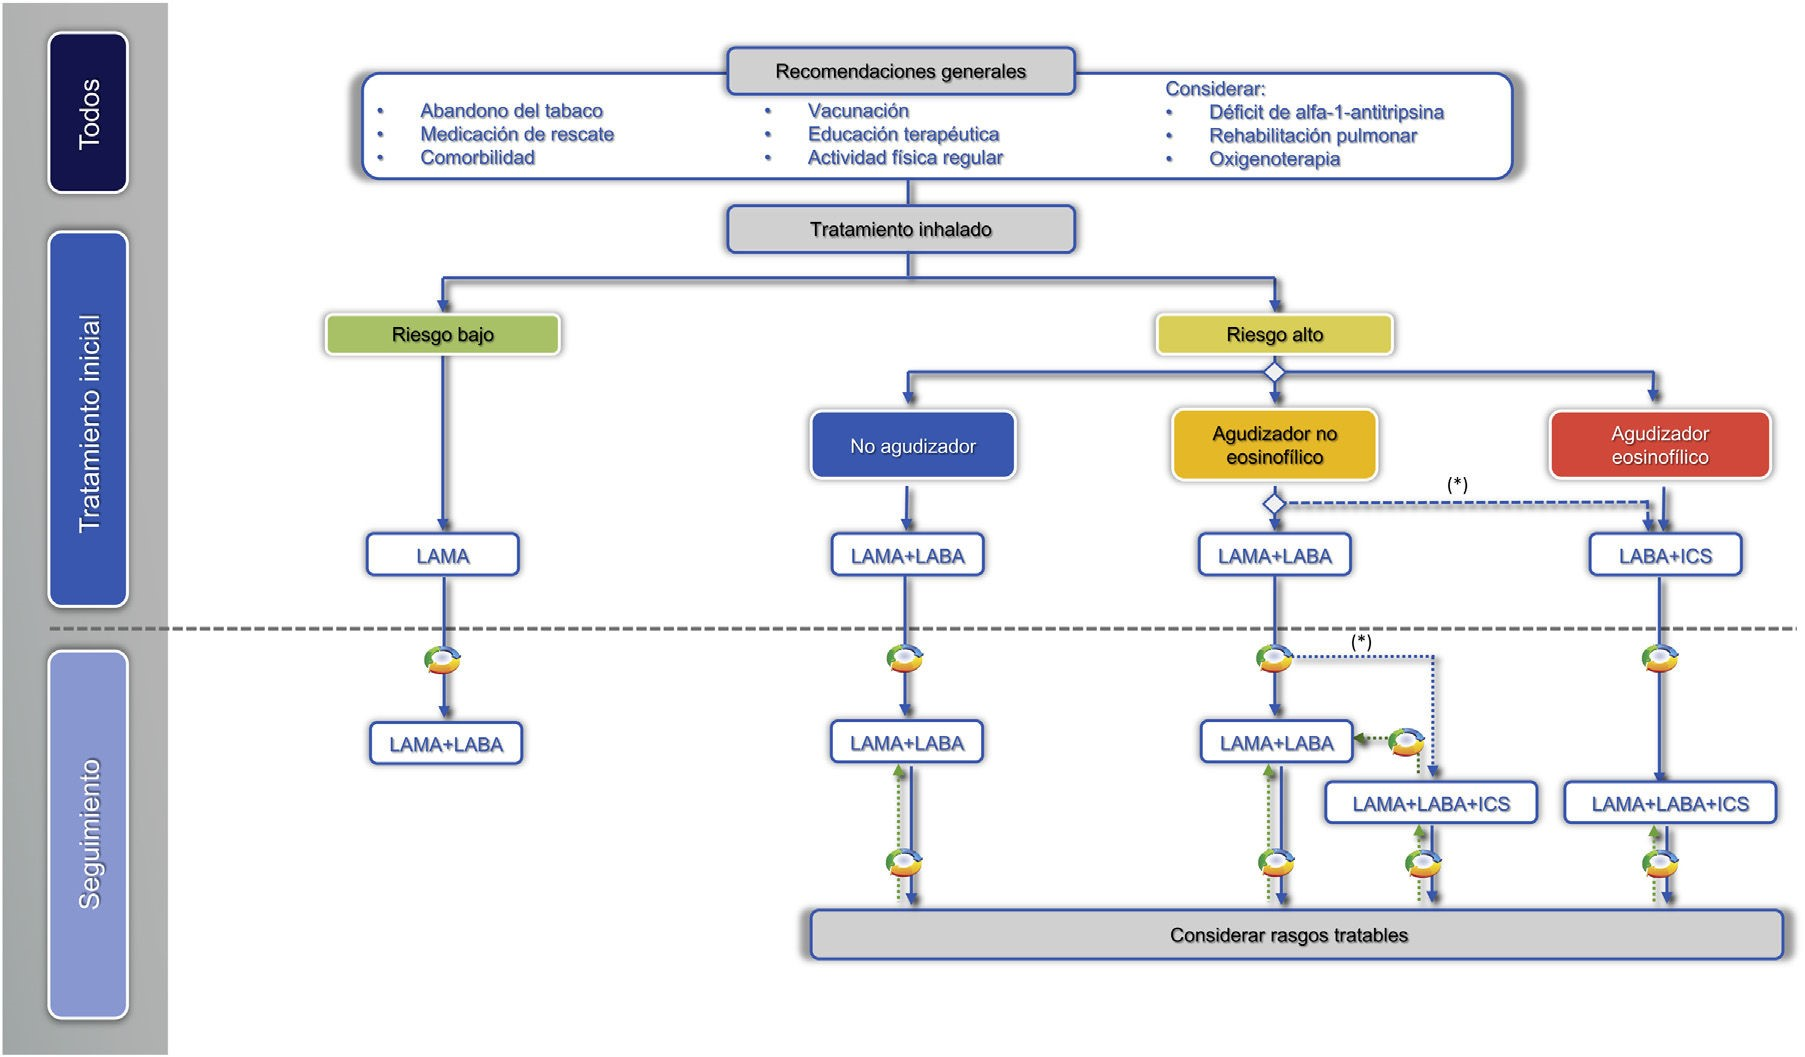 Todos
Recomendaciones generales
• Abandono del tabaco
• Medicación de rescate
• Comorbilidad
• Vacunación
• Educación terapéutica
• Actividad física regular
Considerar:
• Déficit de alfa-1-antitripsina
• Rehabilitación pulmonar
• Oxigenoterapia
Tratamiento inicial
Tratamiento inhalado
Riesgo bajo
Riesgo alto
No agudizador
Agudizador no
eosinofílico
Agudizador
eosinofílico
(*)
LAMA
LAMA+LABA
LAMA+LABA
LABA+ICS
Seguimiento
(*)
LAMA+LABA
LAMA+LABA
LAMA+LABA
LAMA+LABA+ICS
LAMA+LABA+ICS
Considerar rasgos tratables